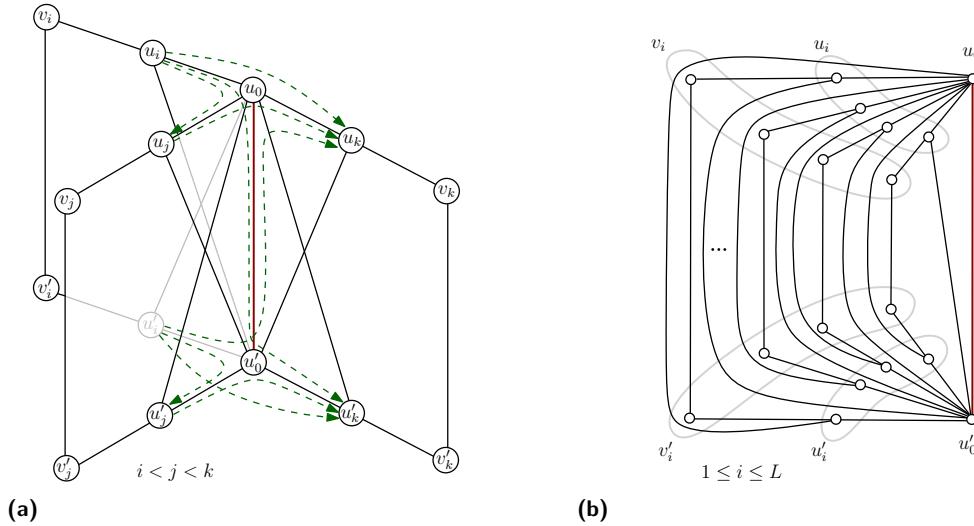 v_i
u_i
u_0
u_j
u_k
v_j
v_k
v'_i
u'_i
u'_0
u'_j
u'_k
v'_j
v'_k
i < j < k
(a)
v_i
u_i
...
v'_i
u'_i
u'_0
1 ≤ i ≤ L
(b)